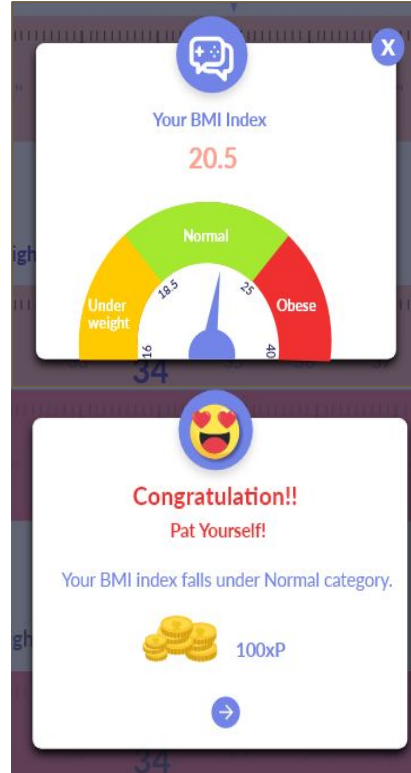 X
Your BMI Index
20.5
Normal
18.5
25
Under
weight
Obese
16
40
34
Congratulation!!
Pat Yourself!
Your BMI index falls under Normal category.
100xP
34